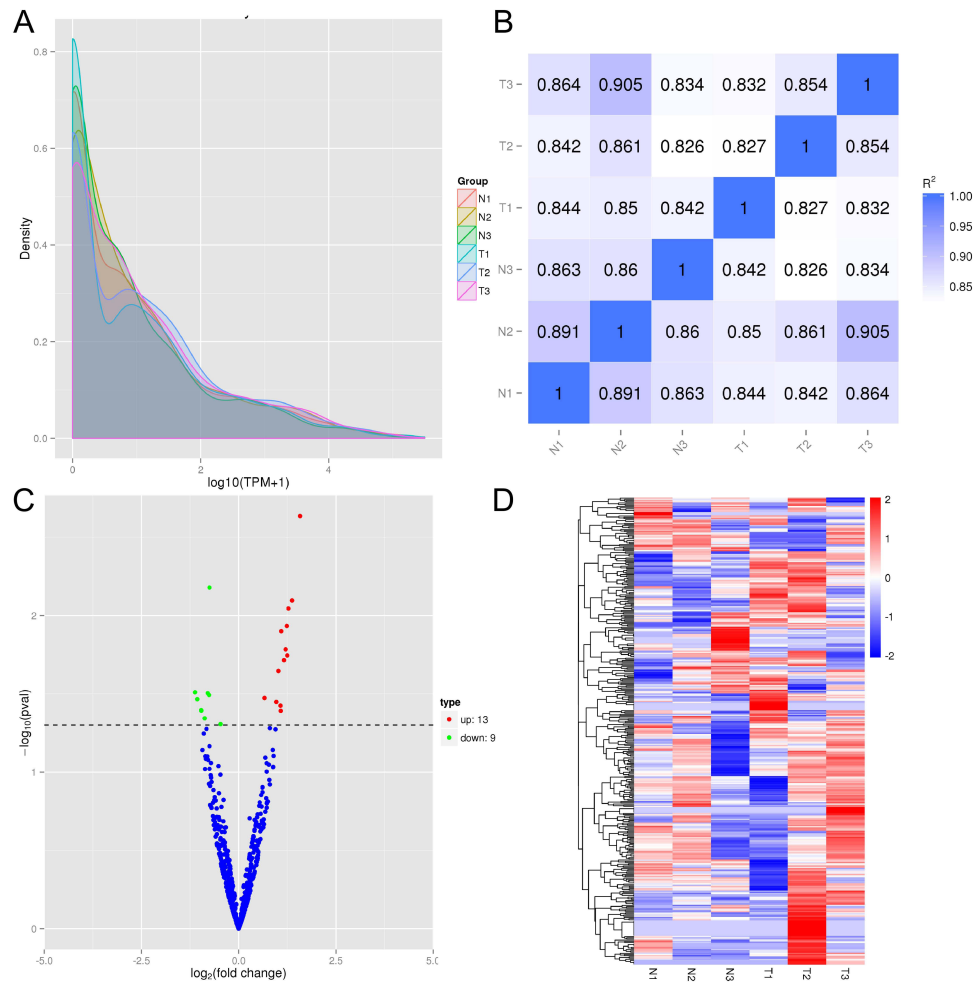 A
0.8
0.6
0.4
0.2
0.0
Density
0
2
4
log10(TPM+1)
Group
N1
N2
N3
T1
T2
T3
B
T3
0.864 0.905 0.834 0.832 0.854 1
T2
0.842 0.861 0.826 0.827 1 0.854
T1
0.844 0.85 0.842 1 0.827 0.832
N3
0.863 0.86 1 0.842 0.826 0.834
N2
0.891 1 0.86 0.85 0.861 0.905
N1
1 0.891 0.863 0.844 0.842 0.864
N1 N2 N3 T1 T2 T3
R²
1.00
0.95
0.90
0.85
C
2
1
0
−log₁₀(pval)
-5.0 -2.5 0.0 2.5 5.0
log₂(fold change)
type
up: 13
down: 9
D
2
1
0
-1
-2
N1 N2 N3 T1 T2 T3